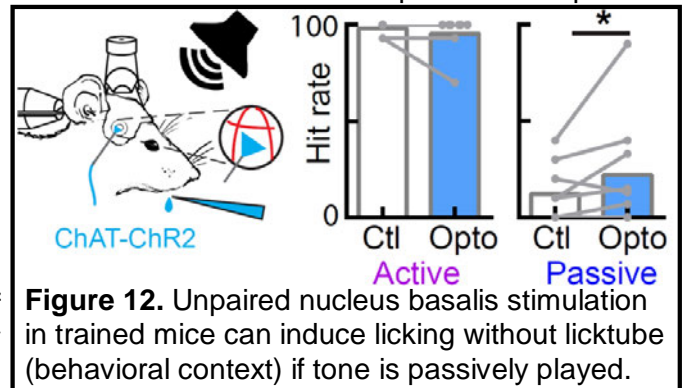 *
100
Hit rate
0
ChAT-ChR2
Ctl Opto
Ctl Opto
Active
Passive
Figure 12. Unpaired nucleus basalis stimulation
in trained mice can induce licking without licktube
(behavioral context) if tone is passively played.